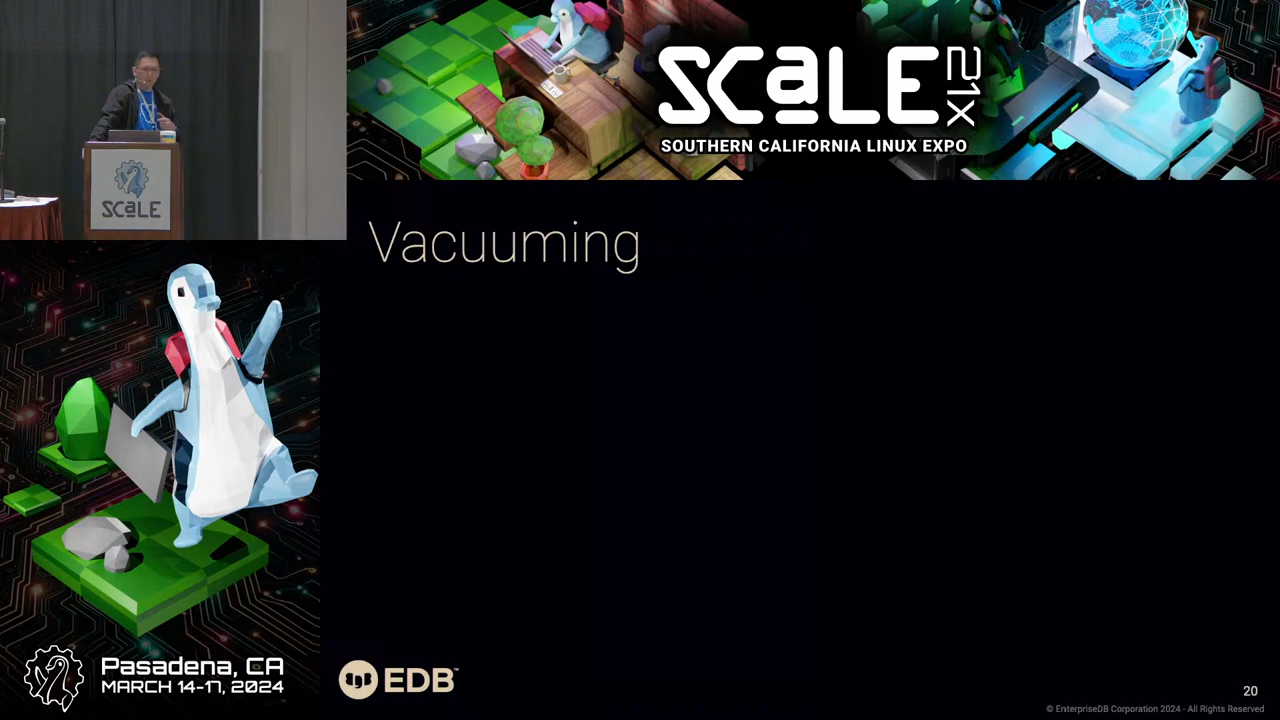 SCaLE 21X
SOUTHERN CALIFORNIA LINUX EXPO
SCaLE
Vacuuming
Pasadena, CA
MARCH 14-17, 2024
EDB™
20
© EnterpriseDB Corporation 2024 - All Rights Reserved